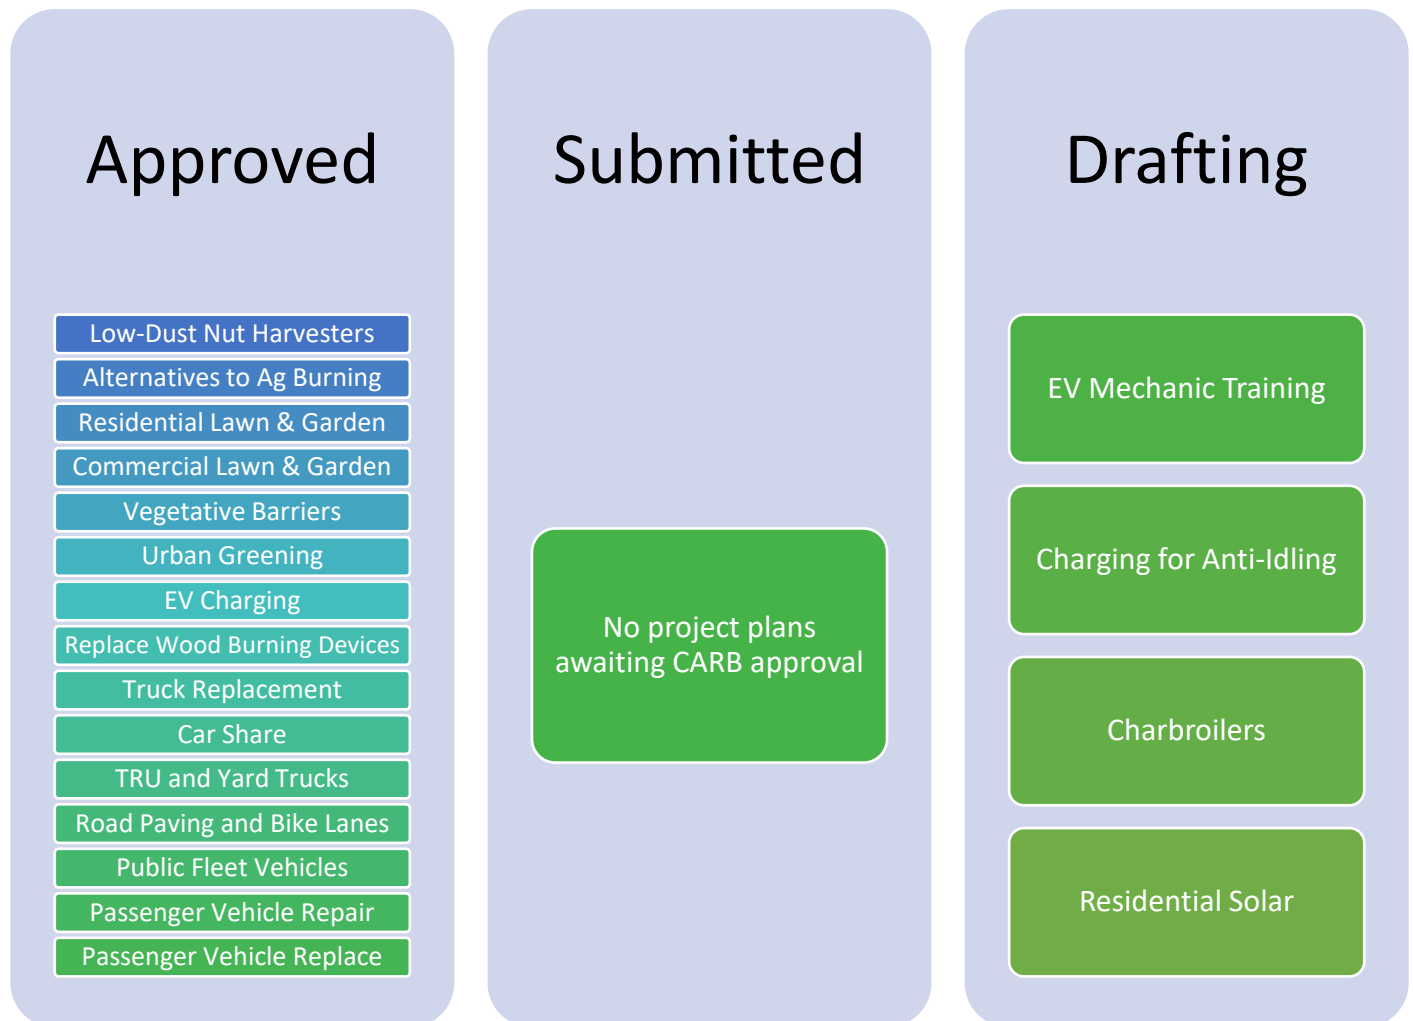 Approved
Low-Dust Nut Harvesters
Alternatives to Ag Burning
Residential Lawn & Garden
Commercial Lawn & Garden
Vegetative Barriers
Urban Greening
EV Charging
Replace Wood Burning Devices
Truck Replacement
Car Share
TRU and Yard Trucks
Road Paving and Bike Lanes
Public Fleet Vehicles
Passenger Vehicle Repair
Passenger Vehicle Replace
Submitted
No project plans
awaiting CARB approval
Drafting
EV Mechanic Training
Charging for Anti-Idling
Charbroilers
Residential Solar